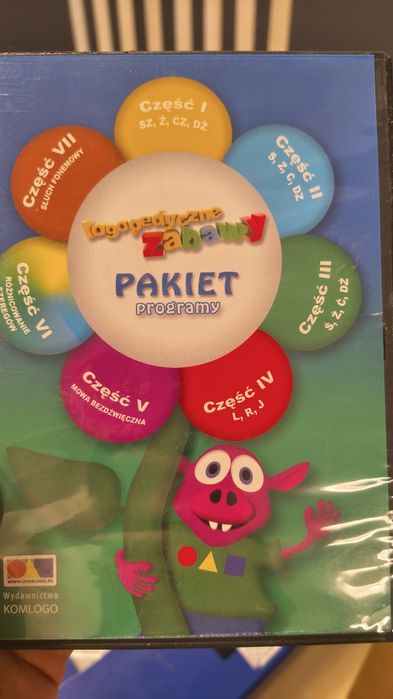 Część I
SZ, Ż, CZ, DŻ
Część II
S, Z, C, DZ
Część III
Ś, Ź, Ć, DŹ
Część IV
L, R, J
Część V
MOWA BEZDŹWIĘCZNA
Część VI
RÓŻNICOWANIE
SZEREGÓW
Część VII
SŁUCH FONEMOWY
logopedyczne
zabawy
PAKIET
programy
WWW.KOMLOGO.PL
Wydawnictwo
KOMLOGO